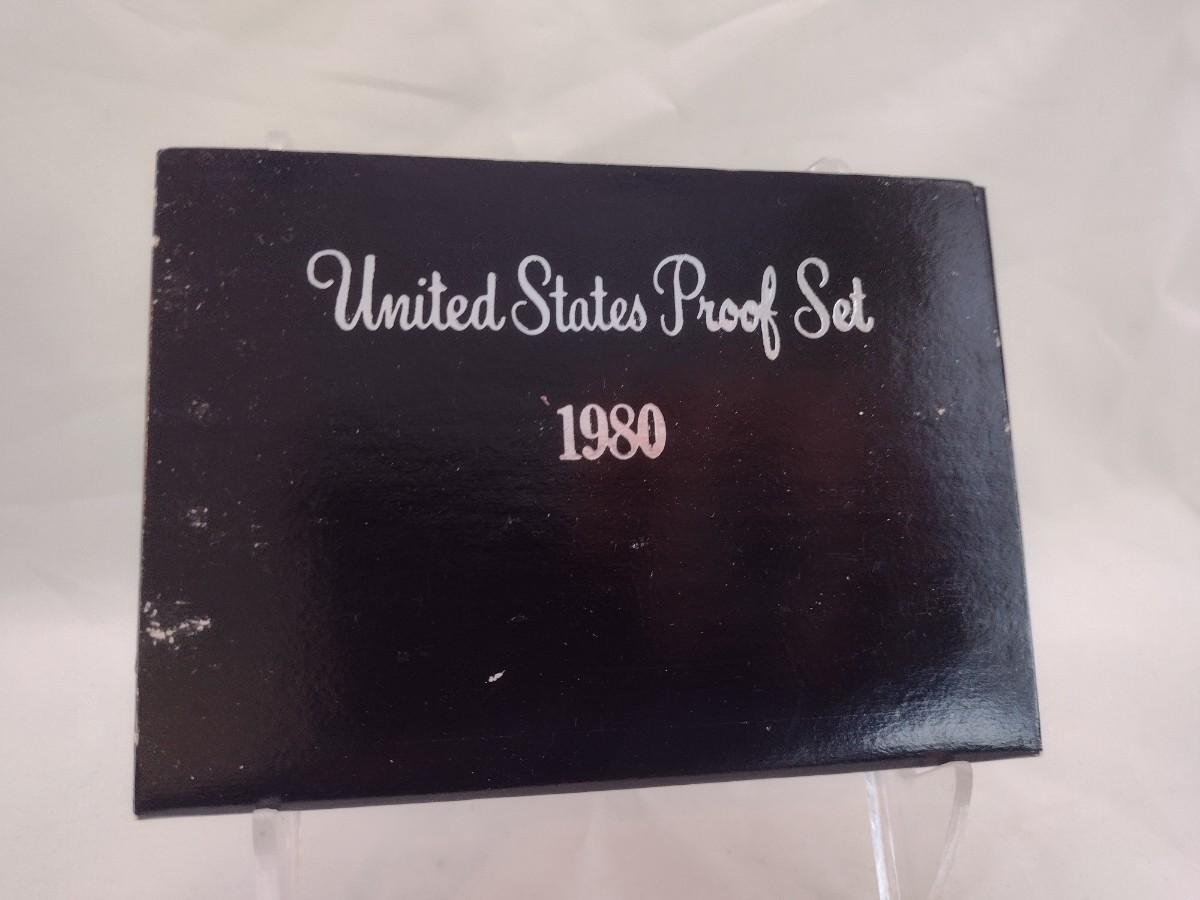 United States Proof Set
1980